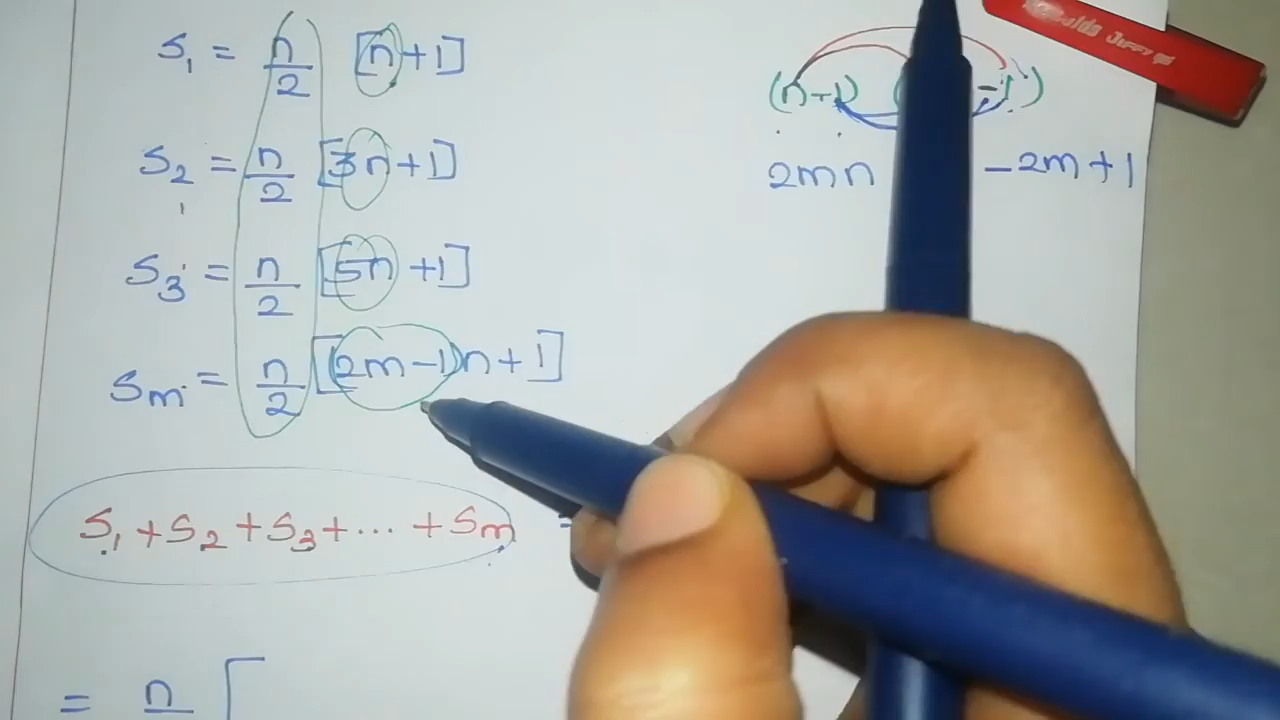 S₁ = n/2 [n+1]
(n-1) -1)
S₂ = n/2 [3n+1]
2mn -2m+1
S₃ = n/2 [5n+1]
Sₘ = n/2 [(2m-1)n+1]
S₁+S₂+S₃+...+Sₘ =
= n [